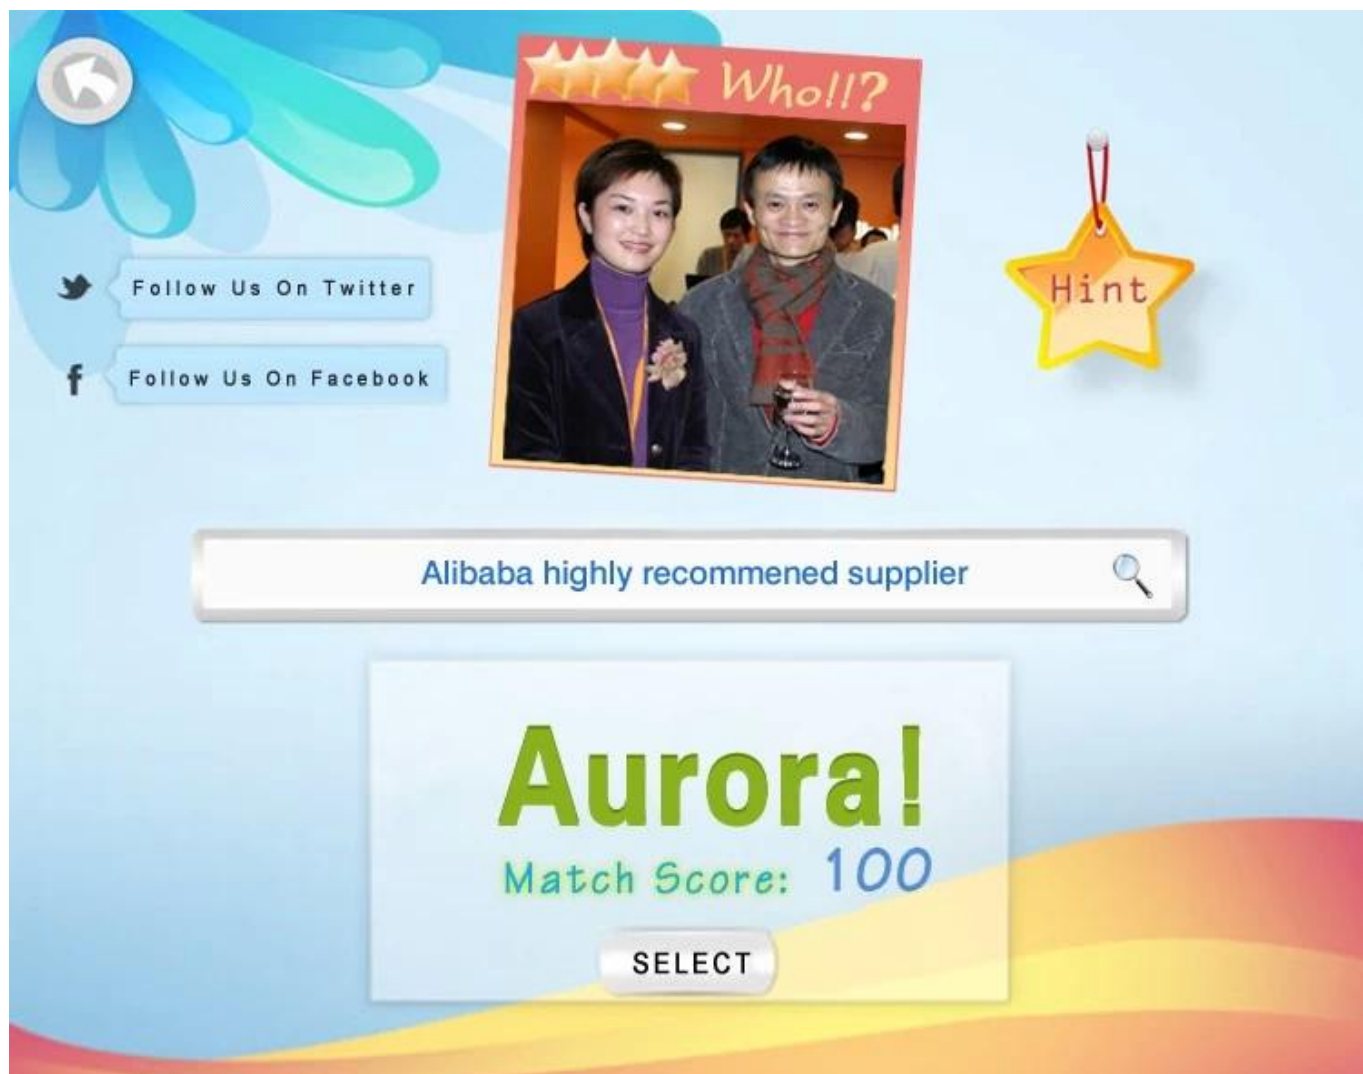 Who!!?
Hint
Follow Us On Twitter
Follow Us On Facebook
Alibaba highly recommened supplier
Aurora!
Match Score: 100
SELECT